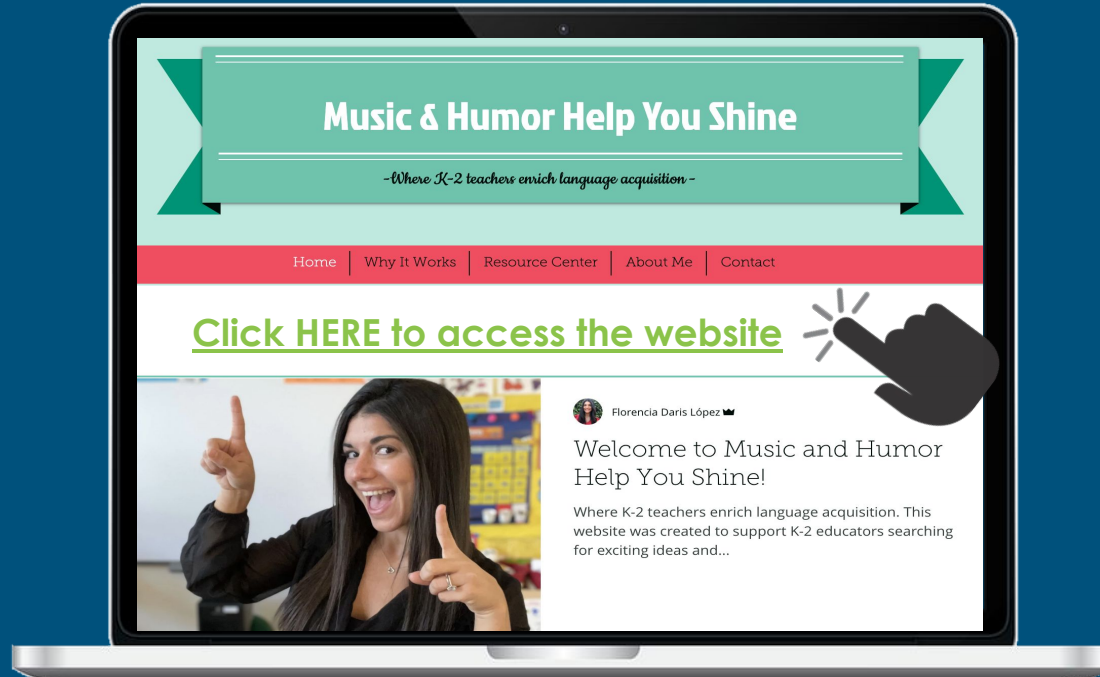 Music & Humor Help You Shine
-Where K-2 teachers enrich language acquisition -
Home Why It Works Resource Center About Me Contact
Click HERE to access the website
Florencia Daris López
Welcome to Music and Humor
Help You Shine!
Where K-2 teachers enrich language acquisition. This
website was created to support K-2 educators searching
for exciting ideas and...